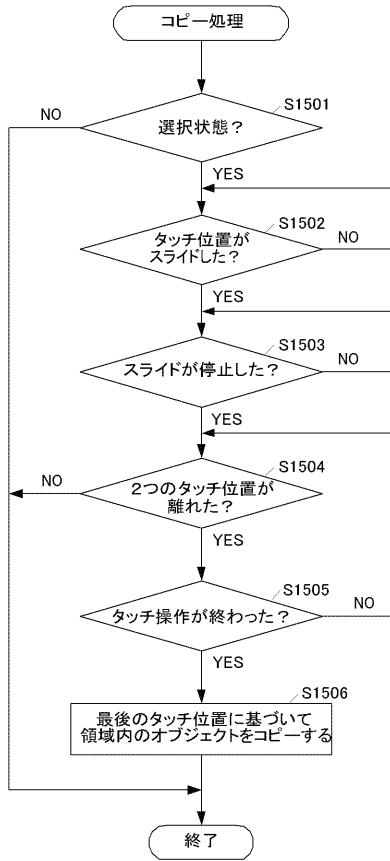 コピー処理
S1501
NO
選択状態？
YES
S1502
タッチ位置が
スライドした？
NO
YES
S1503
スライドが停止した？
NO
YES
S1504
NO
2つのタッチ位置が
離れた？
YES
S1505
タッチ操作が終わった？
NO
YES
S1506
最後のタッチ位置に基づいて
領域内のオブジェクトをコピーする
終了